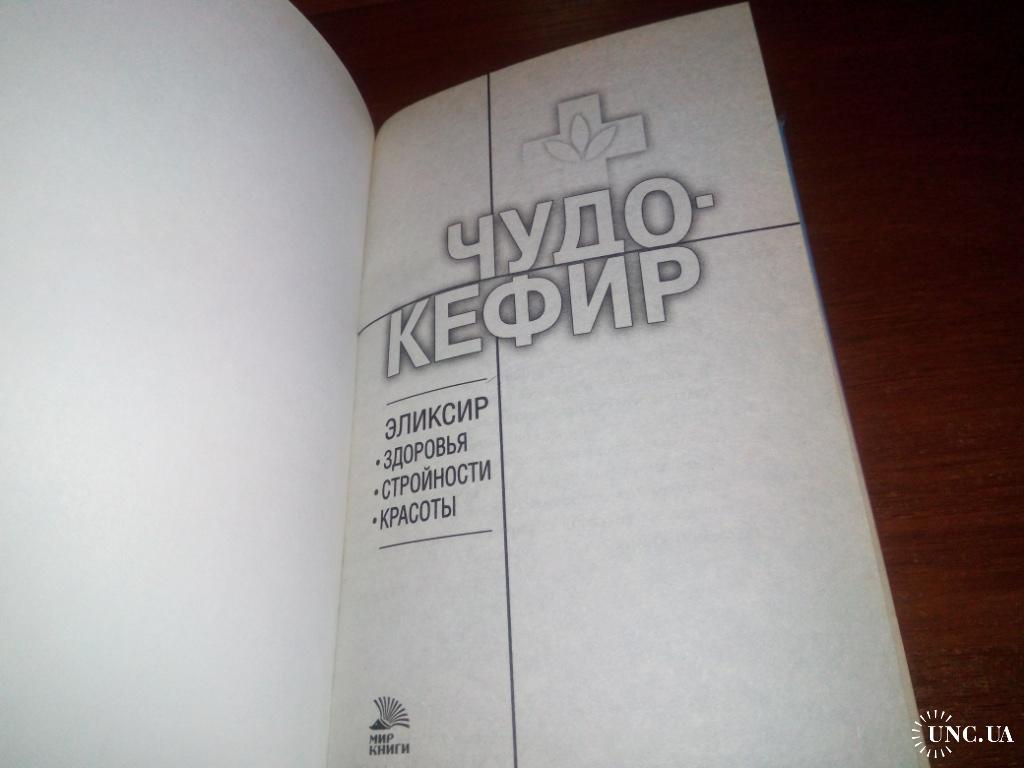 ЧУДО-
КЕФИР
ЭЛИКСИР
• ЗДОРОВЬЯ
• СТРОЙНОСТИ
• КРАСОТЫ
МИР
КНИГИ
UNC.UA